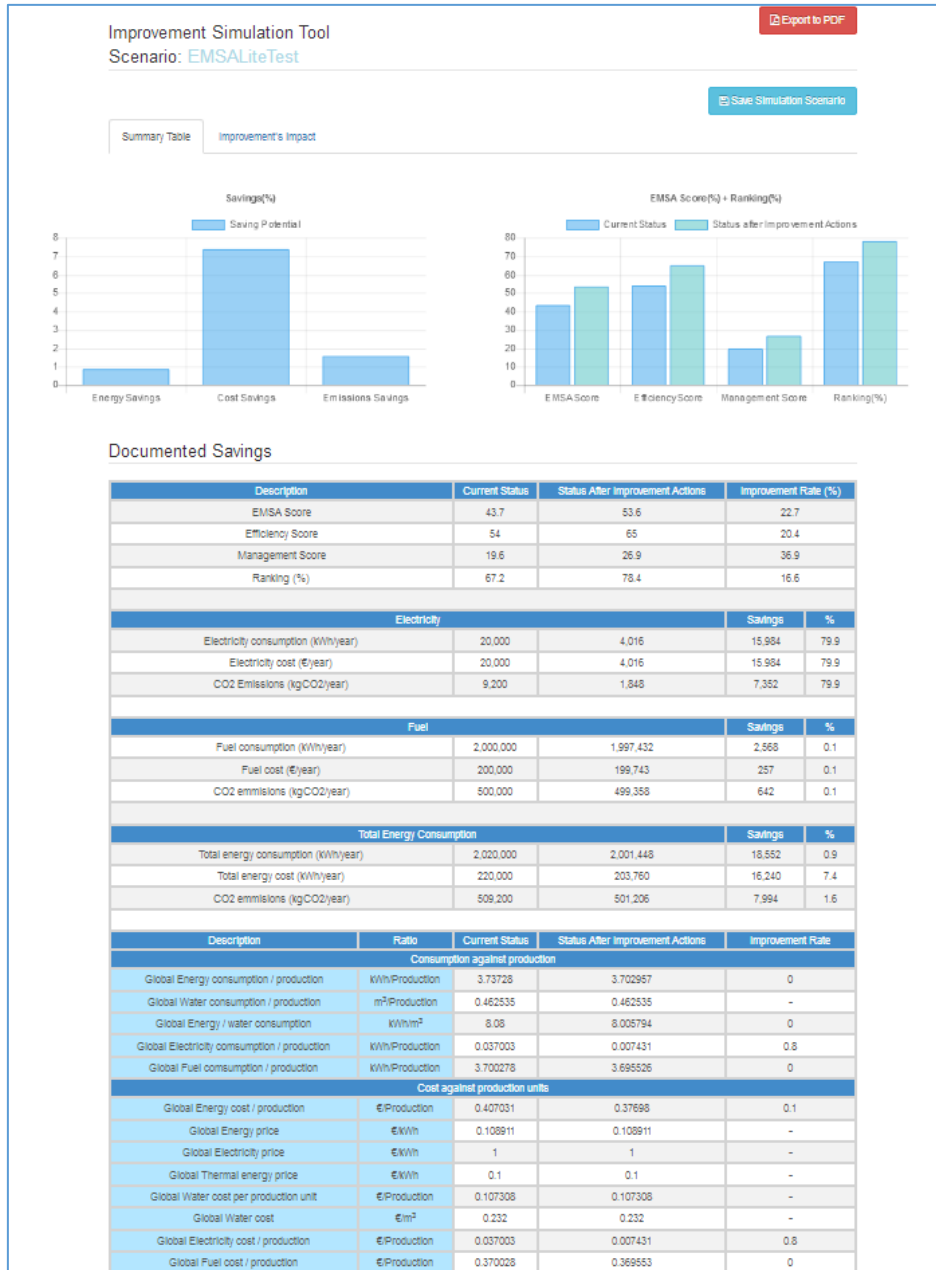 Export to PDF
Improvement Simulation Tool
Scenario: EMSALiteTest
Save Simulation Scenario
Summary Table Improvement's Impact
Savings(%)
Saving Potential
8
7
6
5
4
3
2
1
0
Energy Savings Cost Savings Emissions Savings
EMSA Score(%) + Ranking(%)
Current Status Status after Improvement Actions
80
70
60
50
40
30
20
10
0
EMSA Score Efficiency Score Management Score Ranking(%)
Documented Savings
Description Current Status Status After Improvement Actions Improvement Rate (%)
EMSA Score 43.7 53.6 22.7
Efficiency Score 54 65 20.4
Management Score 19.6 26.9 36.9
Ranking (%) 67.2 78.4 16.6
Electricity Savings %
Electricity consumption (kWh/year) 20,000 4,016 15,984 79.9
Electricity cost (€/year) 20,000 4,016 15.984 79.9
CO2 Emissions (kgCO2/year) 9,200 1,848 7,352 79.9
Fuel Savings %
Fuel consumption (kWh/year) 2,000,000 1,997,432 2,568 0.1
Fuel cost (€/year) 200,000 199,743 257 0.1
CO2 emmisions (kgCO2/year) 500,000 499,358 642 0.1
Total Energy Consumption Savings %
Total energy consumption (kWh/year) 2,020,000 2,001,448 18,552 0.9
Total energy cost (kWh/year) 220,000 203,760 16,240 7.4
CO2 emmisions (kgCO2/year) 509,200 501,206 7,994 1.6
Description Ratio Current Status Status After Improvement Actions Improvement Rate
Consumption against production
Global Energy consumption / production kWh/Production 3.73728 3.702957 0
Global Water consumption / production m³/Production 0.462535 0.462535 -
Global Energy / water consumption kWh/m³ 8.08 8.005794 0
Global Electricity comsumption / production kWh/Production 0.037003 0.007431 0.8
Global Fuel comsumption / production kWh/Production 3.700278 3.695526 0
Cost against production units
Global Energy cost / production €/Production 0.407031 0.37698 0.1
Global Energy price €/kWh 0.108911 0.108911 -
Global Electricity price €/kWh 1 1 -
Global Thermal energy price €/kWh 0.1 0.1 -
Global Water cost per production unit €/Production 0.107308 0.107308 -
Global Water cost €/m³ 0.232 0.232 -
Global Electricity cost / production €/Production 0.037003 0.007431 0.8
Global Fuel cost / production €/Production 0.370028 0.369553 0